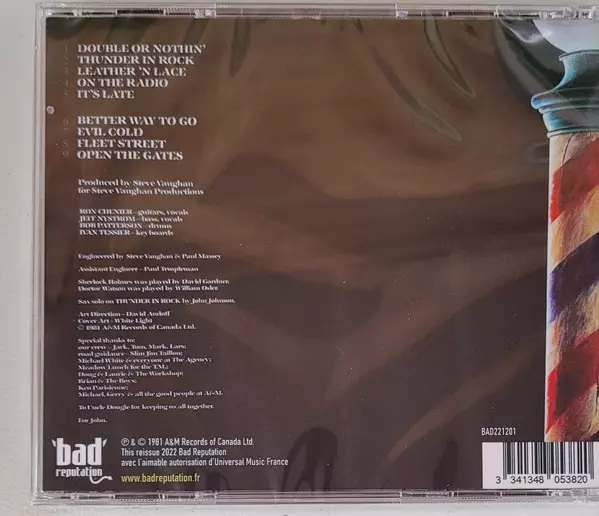 1 DOUBLE OR NOTHIN'
2 THUNDER IN ROCK
3 LEATHER 'N LACE
4 ON THE RADIO
5 IT'S LATE
6 BETTER WAY TO GO
7 EVIL COLD
8 FLEET STREET
9 OPEN THE GATES
Produced by Steve Vaughan
for Steve Vaughan Productions
RON CHENIER – guitars, vocals
JEIT NYSTROM – bass, vocals
BOB PATTERSON – drums
IVAN TESSIER – keyboards
Engineered by Steve Vaughan & Paul Massey
Assistant Engineer – Paul Templeman
Sherlock Holmes was played by David Gardner,
Doctor Watson was played by William Osler.
Sax solo on THUNDER IN ROCK by John Johnson.
Art Direction – David Andoff
Cover Art – White Light
© 1981 A&M Records of Canada Ltd.
Special thanks to:
our crew – Jack, Tom, Mark, Lars;
road guidance – Slim Jim Taillon;
Michael White & everyone at The Agency;
Meadow Lunch for the T.M.;
Doug & Laurie & The Workshop;
Brian & The Boys;
Ken Parisienne;
Michael, Gerry & all the good people at A&M.
To Uncle Dougie for keeping us all together.
For John.
bad
reputation
℗ & © 1981 A&M Records of Canada Ltd.
This reissue 2022 Bad Reputation
avec l'aimable autorisation d'Universal Music France
www.badreputation.fr
BAD221201
3 341348 053820